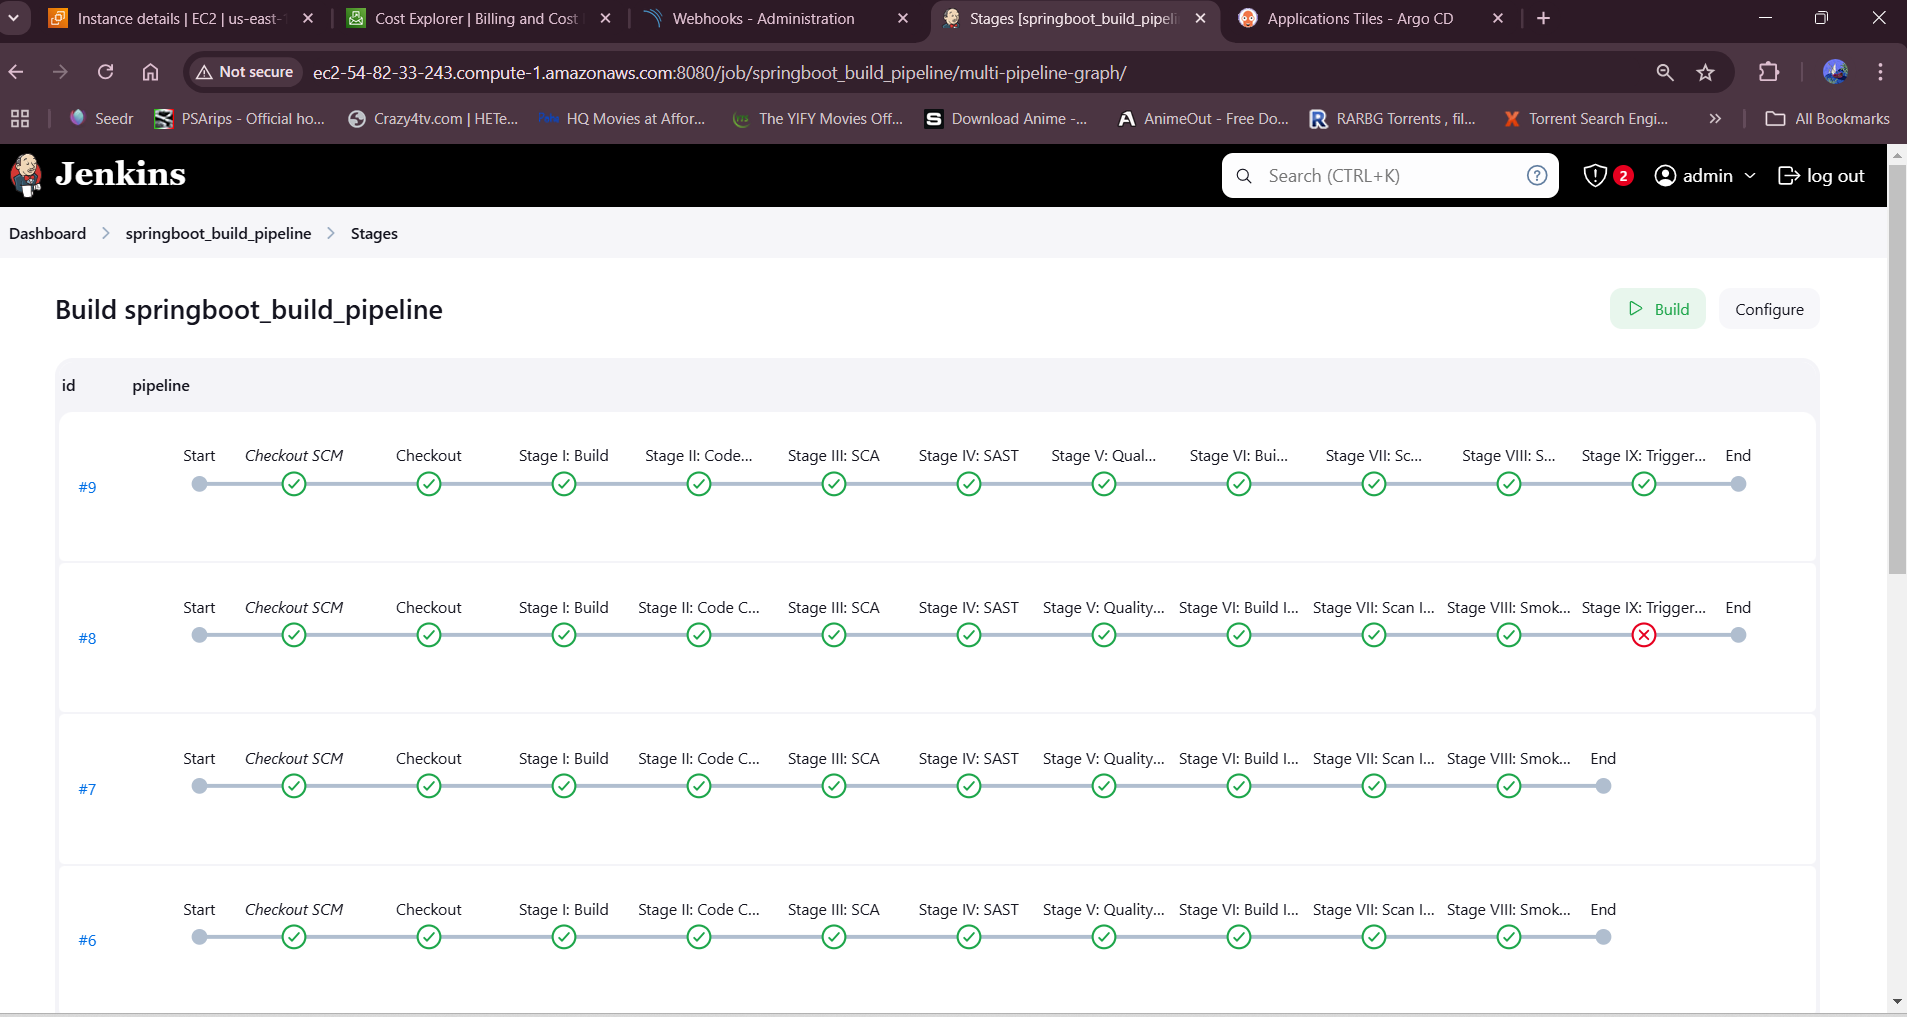 Instance details | EC2 | us-east-1
Cost Explorer | Billing and Cost
Webhooks - Administration
Stages [springboot_build_pipeli
Applications Tiles - Argo CD
Not secure
ec2-54-82-33-243.compute-1.amazonaws.com:8080/job/springboot_build_pipeline/multi-pipeline-graph/
Seedr
PSArips - Official ho...
Crazy4tv.com | HETe...
HQ Movies at Affor...
The YIFY Movies Off...
Download Anime -...
AnimeOut - Free Do...
RARBG Torrents , fil...
Torrent Search Engi...
All Bookmarks
Jenkins
Search (CTRL+K)
2
admin
log out
Dashboard
springboot_build_pipeline
Stages
Build springboot_build_pipeline
Build
Configure
id pipeline
Start Checkout SCM Checkout Stage I: Build Stage II: Code... Stage III: SCA Stage IV: SAST Stage V: Qual... Stage VI: Bui... Stage VII: Sc... Stage VIII: S... Stage IX: Trigger... End
#9
Start Checkout SCM Checkout Stage I: Build Stage II: Code C... Stage III: SCA Stage IV: SAST Stage V: Quality... Stage VI: Build I... Stage VII: Scan I... Stage VIII: Smok... Stage IX: Trigger... End
#8
Start Checkout SCM Checkout Stage I: Build Stage II: Code C... Stage III: SCA Stage IV: SAST Stage V: Quality... Stage VI: Build I... Stage VII: Scan I... Stage VIII: Smok... End
#7
Start Checkout SCM Checkout Stage I: Build Stage II: Code C... Stage III: SCA Stage IV: SAST Stage V: Quality... Stage VI: Build I... Stage VII: Scan I... Stage VIII: Smok... End
#6